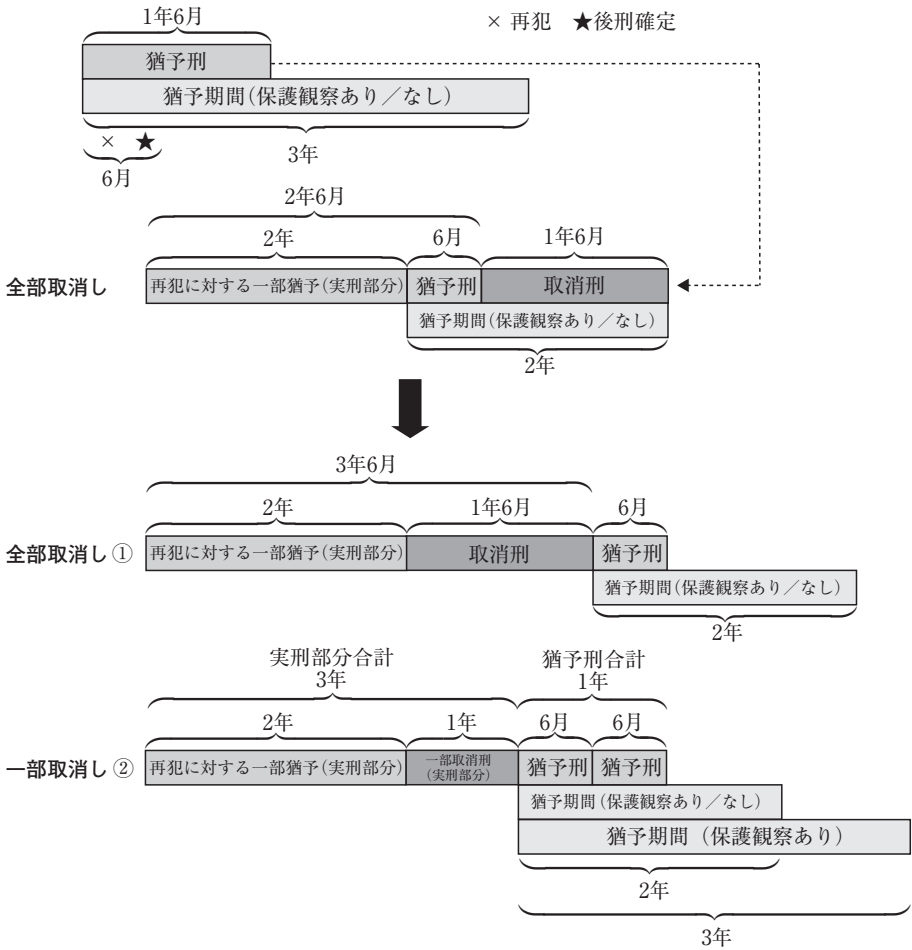 1年6月
× 再犯　★後刑確定
猶予刑
猶予期間(保護観察あり／なし)
× ★
3年
6月
2年6月
2年
6月
1年6月
全部取消し
再犯に対する一部猶予(実刑部分)
猶予刑
取消刑
猶予期間(保護観察あり／なし)
2年
3年6月
2年
1年6月
6月
全部取消し①
再犯に対する一部猶予(実刑部分)
取消刑
猶予刑
猶予期間(保護観察あり／なし)
2年
実刑部分合計
3年
猶予刑合計
1年
2年
1年
6月
6月
一部取消し②
再犯に対する一部猶予(実刑部分)
一部取消刑
(実刑部分)
猶予刑
猶予刑
猶予期間(保護観察あり／なし)
猶予期間（保護観察あり）
2年
3年